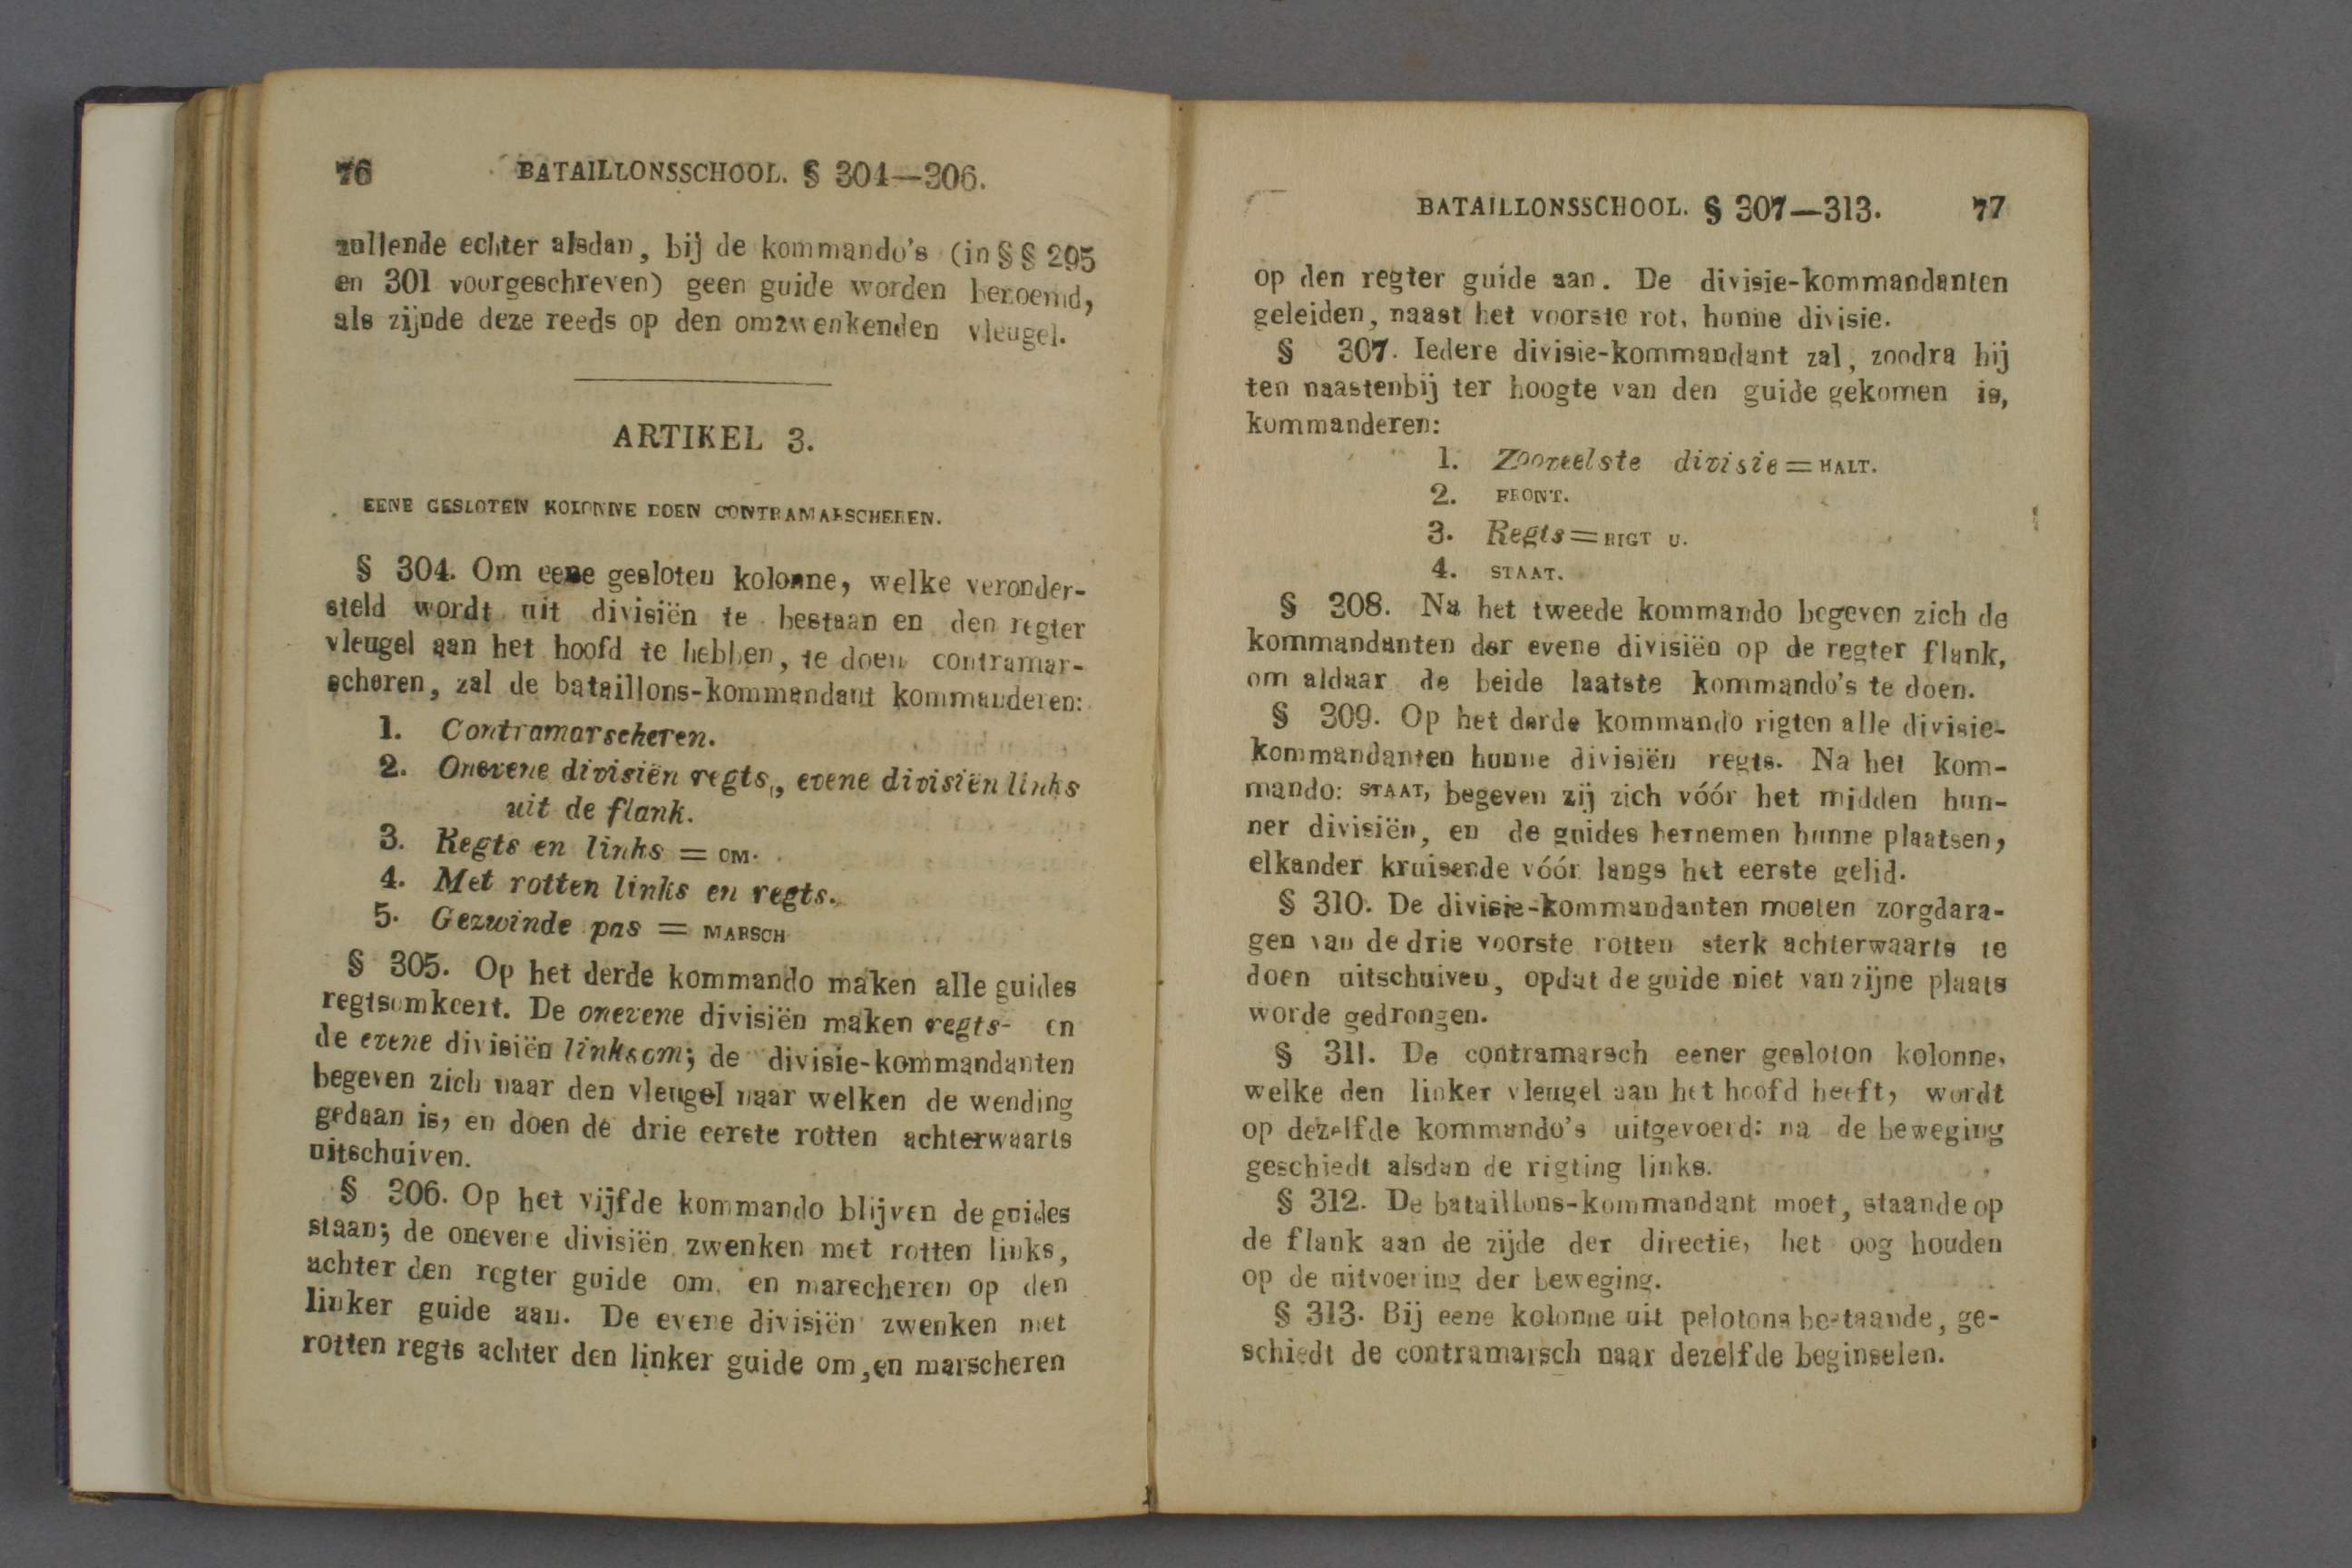 76 BATAILLONSSCHOOL. § 304—306.
zullende echter alsdan, bij de kommando's (in §§ 295
en 301 voorgeschreven) geen guide worden benoemd,
als zijnde deze reeds op den omzwenkenden vleugel.
ARTIKEL 3.
EENE GESLOTEN KOLONNE DOEN CONTRAMARSCHEREN.
§ 304. Om eene gesloten kolonne, welke veronder-
steld wordt uit divisiën te bestaan en den regter
vleugel aan het hoofd te hebben, te doen contramar-
scheren, zal de bataillons-kommandant kommanderen:
1. Contramarscheren.
2. Onevene divisiën regts, evene divisiën links
uit de flank.
3. Regts en links = OM.
4. Met rotten links en regts.
5. Gezwinde pas = MARSCH
§ 305. Op het derde kommando maken alle guides
regtsomkeert. De onevene divisiën maken regts- en
de evene divisiën linksom; de divisie-kommandanten
begeven zich naar den vleugel naar welken de wending
gedaan is, en doen de drie eerste rotten achterwaarts
uitschuiven.
§ 306. Op het vijfde kommando blijven de guides
staan; de onevene divisiën zwenken met rotten links,
achter den regter guide om, en marscheren op den
linker guide aan. De evene divisiën zwenken met
rotten regts achter den linker guide om, en marscheren
BATAILLONSSCHOOL. § 307—313. 77
op den regter guide aan. De divisie-kommandanten
geleiden, naast het voorste rot, hunne divisie.
§ 307. Iedere divisie-kommandant zal, zoodra hij
ten naastenbij ter hoogte van den guide gekomen is,
kommanderen:
1. Zooveelste divisie = HALT.
2. FRONT.
3. Regts = RIGT U.
4. STAAT.
§ 308. Na het tweede kommando begeven zich de
kommandanten der evene divisiën op de regter flank,
om aldaar de beide laatste kommando's te doen.
§ 309. Op het derde kommando rigten alle divisie-
kommandanten hunne divisiën regts. Na het kom-
mando: STAAT, begeven zij zich vóór het midden hun-
ner divisiën, en de guides hernemen hunne plaatsen,
elkander kruisende vóór langs het eerste gelid.
§ 310. De divisie-kommandanten moeten zorgdara-
gen van de drie voorste rotten sterk achterwaarts te
doen uitschuiven, opdat de guide niet van zijne plaats
worde gedrongen.
§ 311. De contramarsch eener gesloton kolonne,
welke den linker vleugel aan het hoofd heeft, wordt
op dezelfde kommando's uitgevoerd: na de beweging
geschiedt alsdan de rigting links.
§ 312. De bataillons-kommandant moet, staande op
de flank aan de zijde der directie, het oog houden
op de uitvoering der beweging.
§ 313. Bij eene kolonne uit pelotons bestaande, ge-
schiedt de contramarsch naar dezelfde beginselen.